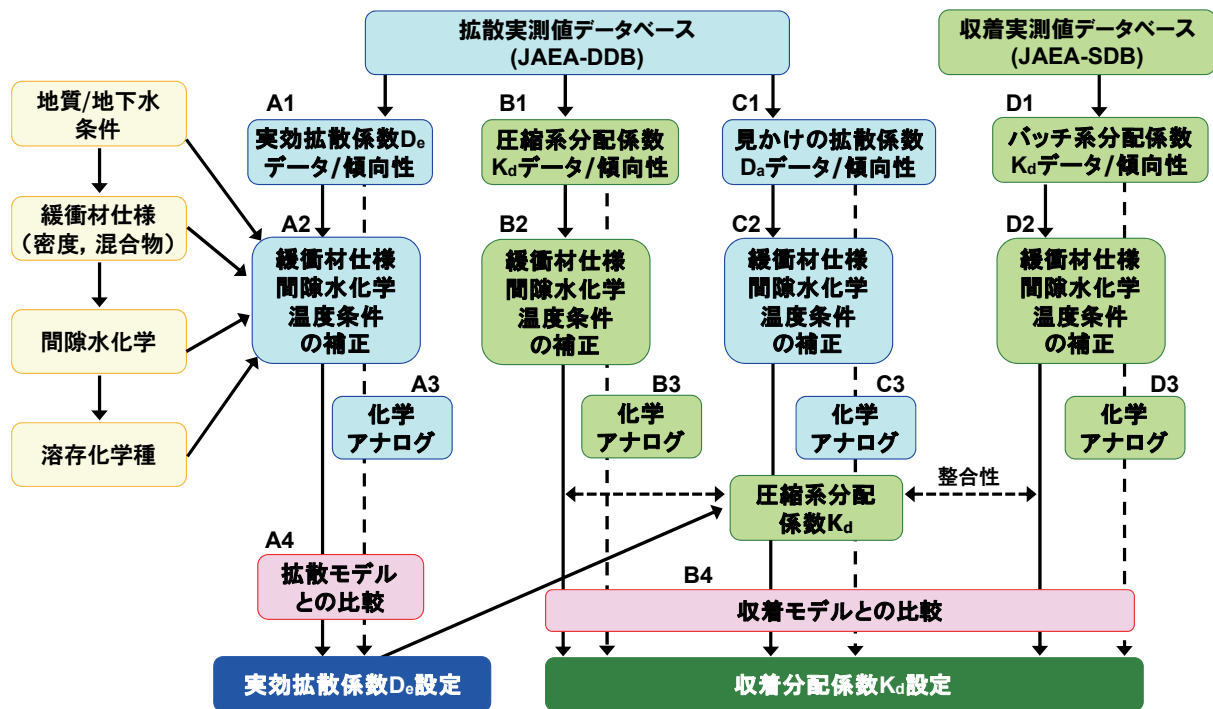 拡散実測値データベース
(JAEA-DDB)
収着実測値データベース
(JAEA-SDB)
地質/地下水
条件
緩衝材仕様
（密度, 混合物）
間隙水化学
溶存化学種
A1
実効拡散係数De
データ/傾向性
B1
圧縮系分配係数
Kdデータ/傾向性
C1
見かけの拡散係数
Daデータ/傾向性
D1
バッチ系分配係数
Kdデータ/傾向性
A2
緩衝材仕様
間隙水化学
温度条件
の補正
B2
緩衝材仕様
間隙水化学
温度条件
の補正
C2
緩衝材仕様
間隙水化学
温度条件
の補正
D2
緩衝材仕様
間隙水化学
温度条件
の補正
A3
化学
アナログ
B3
化学
アナログ
C3
化学
アナログ
D3
化学
アナログ
圧縮系分配
係数Kd
整合性
A4
拡散モデル
との比較
B4
収着モデルとの比較
実効拡散係数De設定
収着分配係数Kd設定